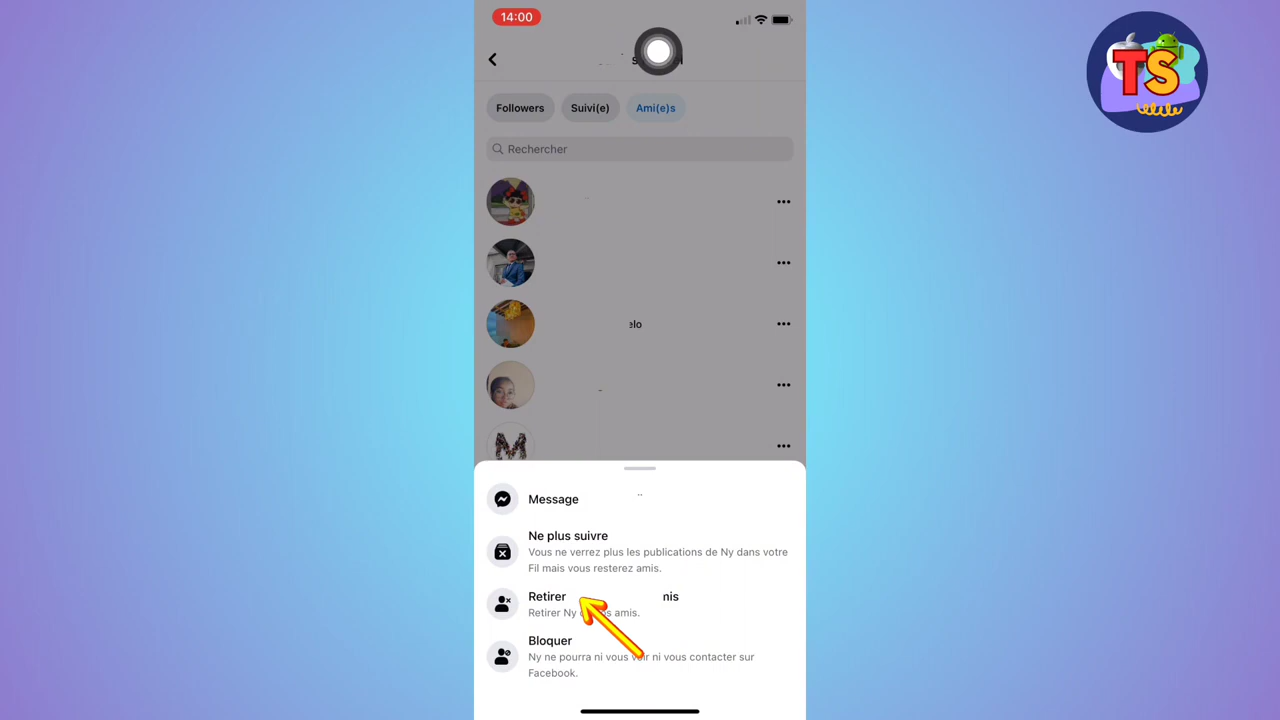 14:00
TS
Followers
Suivi(e)
Ami(e)s
Rechercher
elo
Message
Ne plus suivre
Vous ne verrez plus les publications de Ny dans votre
Fil mais vous resterez amis.
Retirer nis
Retirer Ny amis.
Bloquer
Ny ne pourra ni vous voir ni vous contacter sur
Facebook.